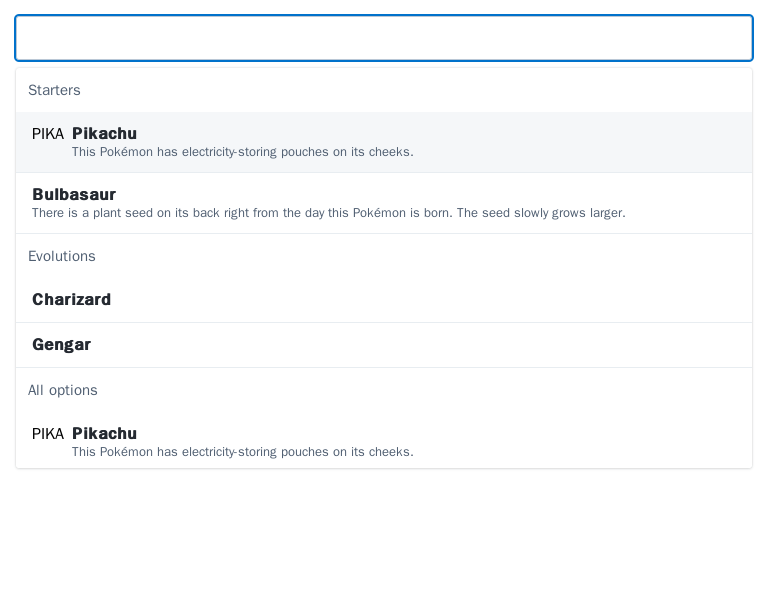 Starters
PIKA Pikachu
This Pokémon has electricity-storing pouches on its cheeks.
Bulbasaur
There is a plant seed on its back right from the day this Pokémon is born. The seed slowly grows larger.
Evolutions
Charizard
Gengar
All options
PIKA Pikachu
This Pokémon has electricity-storing pouches on its cheeks.